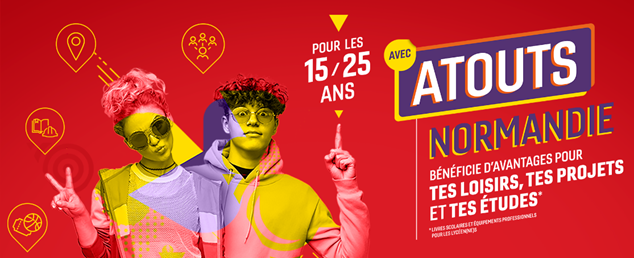 POUR LES
15/25
ANS
AVEC
ATOUTS
NORMANDIE
BÉNÉFICIE D'AVANTAGES POUR
TES LOISIRS, TES PROJETS
ET TES ÉTUDES*
* LIVRES SCOLAIRES ET ÉQUIPEMENTS PROFESSIONNELS
POUR LES LYCÉEN(NE)S